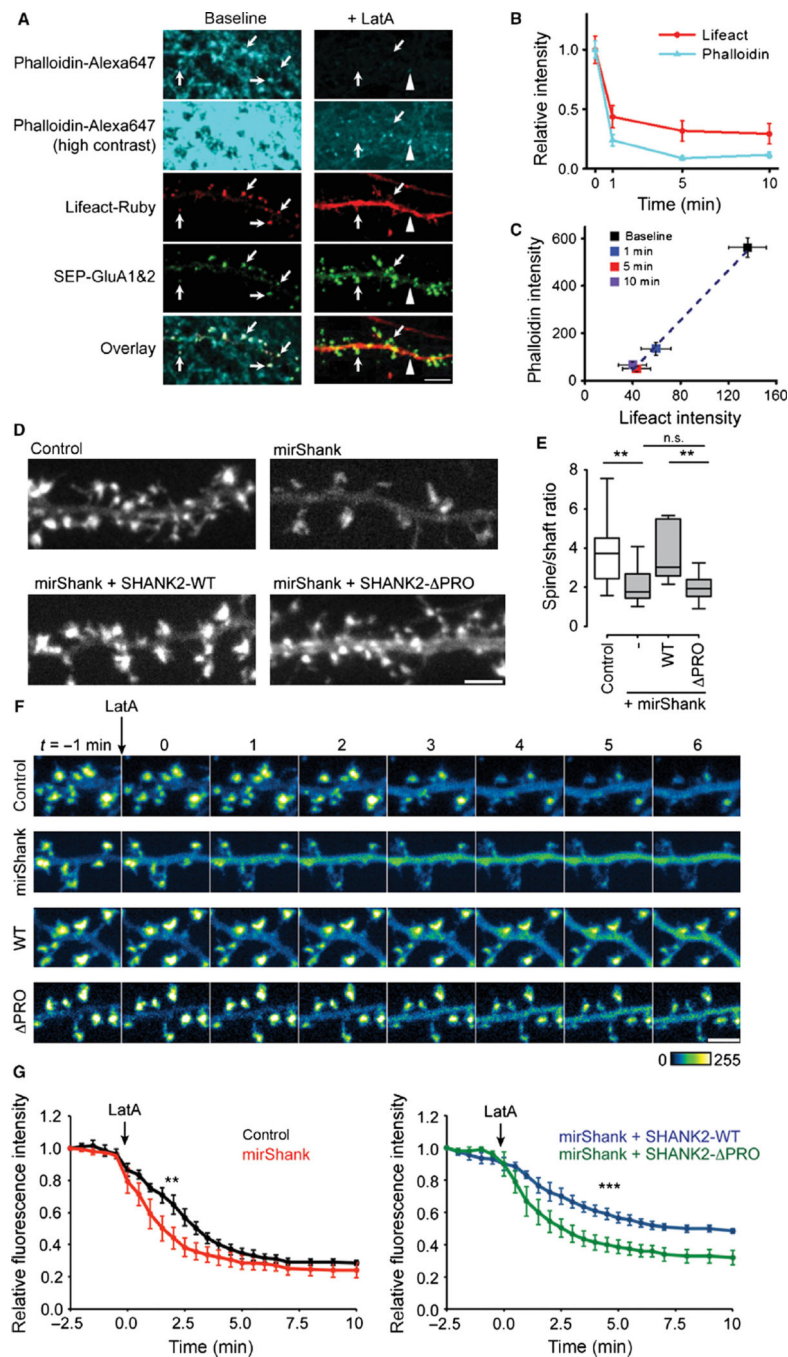 A
Baseline
+ LatA
Phalloidin-Alexa647
Phalloidin-Alexa647
(high contrast)
Lifeact-Ruby
SEP-GluA1&2
Overlay
B
Relative intensity
1.0
0.5
0.0
Lifeact
Phalloidin
0 1 5 10
Time (min)
C
Phalloidin intensity
600
400
200
0
Baseline
1 min
5 min
10 min
0 40 80 120 160
Lifeact intensity
D
Control
mirShank
mirShank + SHANK2-WT
mirShank + SHANK2-ΔPRO
E
n.s.
** **
Spine/shaft ratio
8
6
4
2
0
Control
-
WT
ΔPRO
+ mirShank
F
LatA
t = −1 min 0 1 2 3 4 5 6
Control
mirShank
WT
ΔPRO
0 255
G
Relative fluorescence intensity
1.2
1.0
0.8
0.6
0.4
0.2
0.0
LatA
Control
mirShank
**
−2.5 0.0 2.5 5.0 7.5 10
Time (min)
Relative fluorescence intensity
1.2
1.0
0.8
0.6
0.4
0.2
0.0
LatA
mirShank + SHANK2-WT
mirShank + SHANK2-ΔPRO
***
−2.5 0.0 2.5 5.0 7.5 10
Time (min)